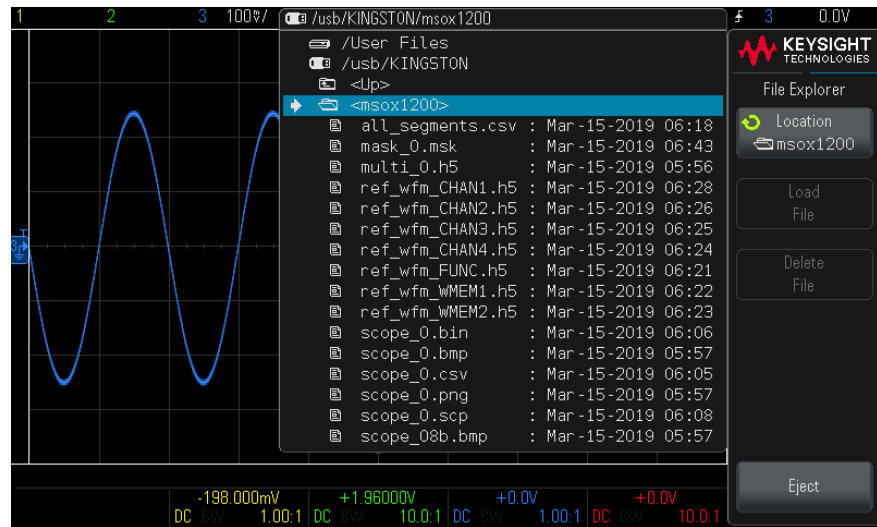 1 2 3 100%/ /usb/KINGSTON/msox1200 3 0.0V
KEYSIGHT
TECHNOLOGIES
File Explorer
/User Files
/usb/KINGSTON
<Up>
<msox1200>
all_segments.csv : Mar-15-2019 06:18
mask_0.msk : Mar-15-2019 06:43
multi_0.h5 : Mar-15-2019 05:56
ref_wfm_CHAN1.h5 : Mar-15-2019 06:28
ref_wfm_CHAN2.h5 : Mar-15-2019 06:26
ref_wfm_CHAN3.h5 : Mar-15-2019 06:25
ref_wfm_CHAN4.h5 : Mar-15-2019 06:24
ref_wfm_FUNC.h5 : Mar-15-2019 06:21
ref_wfm_WMEM1.h5 : Mar-15-2019 06:22
ref_wfm_WMEM2.h5 : Mar-15-2019 06:23
scope_0.bin : Mar-15-2019 06:06
scope_0.bmp : Mar-15-2019 05:57
scope_0.csv : Mar-15-2019 06:05
scope_0.png : Mar-15-2019 05:57
scope_0.scp : Mar-15-2019 06:08
scope_08b.bmp : Mar-15-2019 05:57
Location
msox1200
Load
File
Delete
File
Eject
T
3
-198.000mV +1.96000V +0.0V +0.0V
DC BW 1.00:1 DC BW 10.0:1 DC BW 1.00:1 DC BW 10.0:1